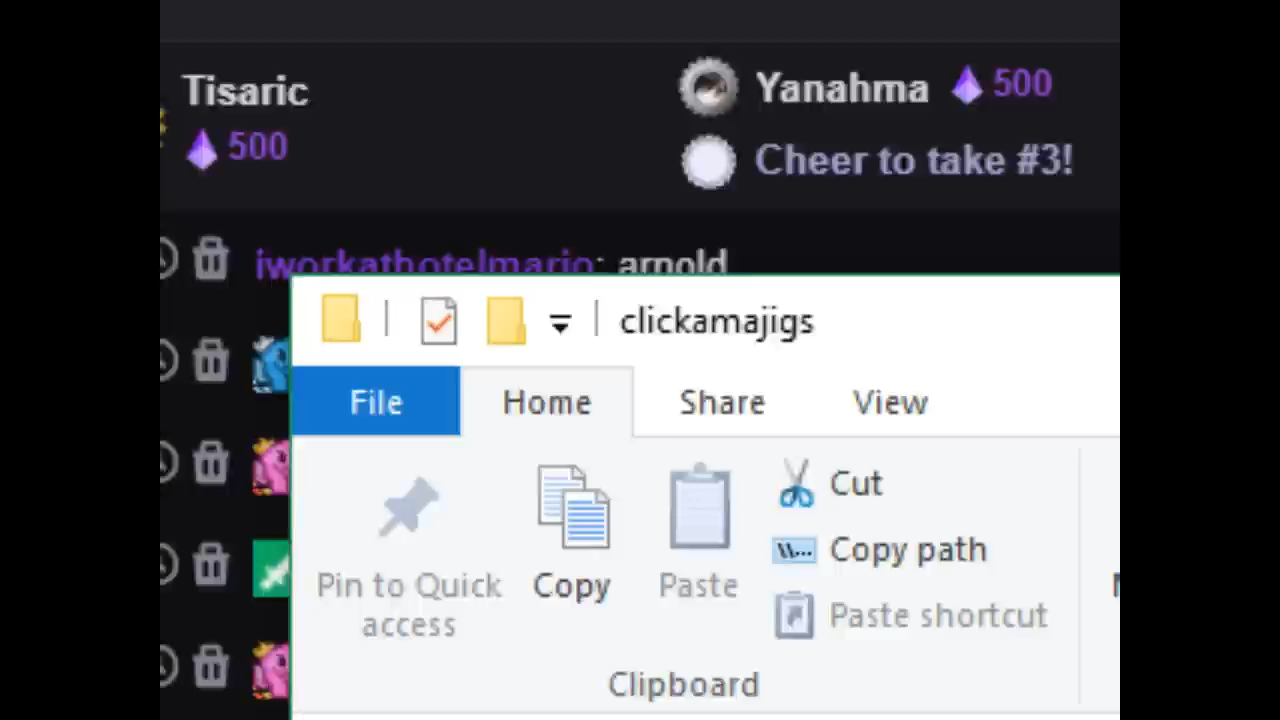 Tisaric
500
Yanahma 500
Cheer to take #3!
iworkathotelmario: arnold
clickamajigs
File Home Share View
Pin to Quick access
Copy
Paste
Cut
Copy path
Paste shortcut
Clipboard